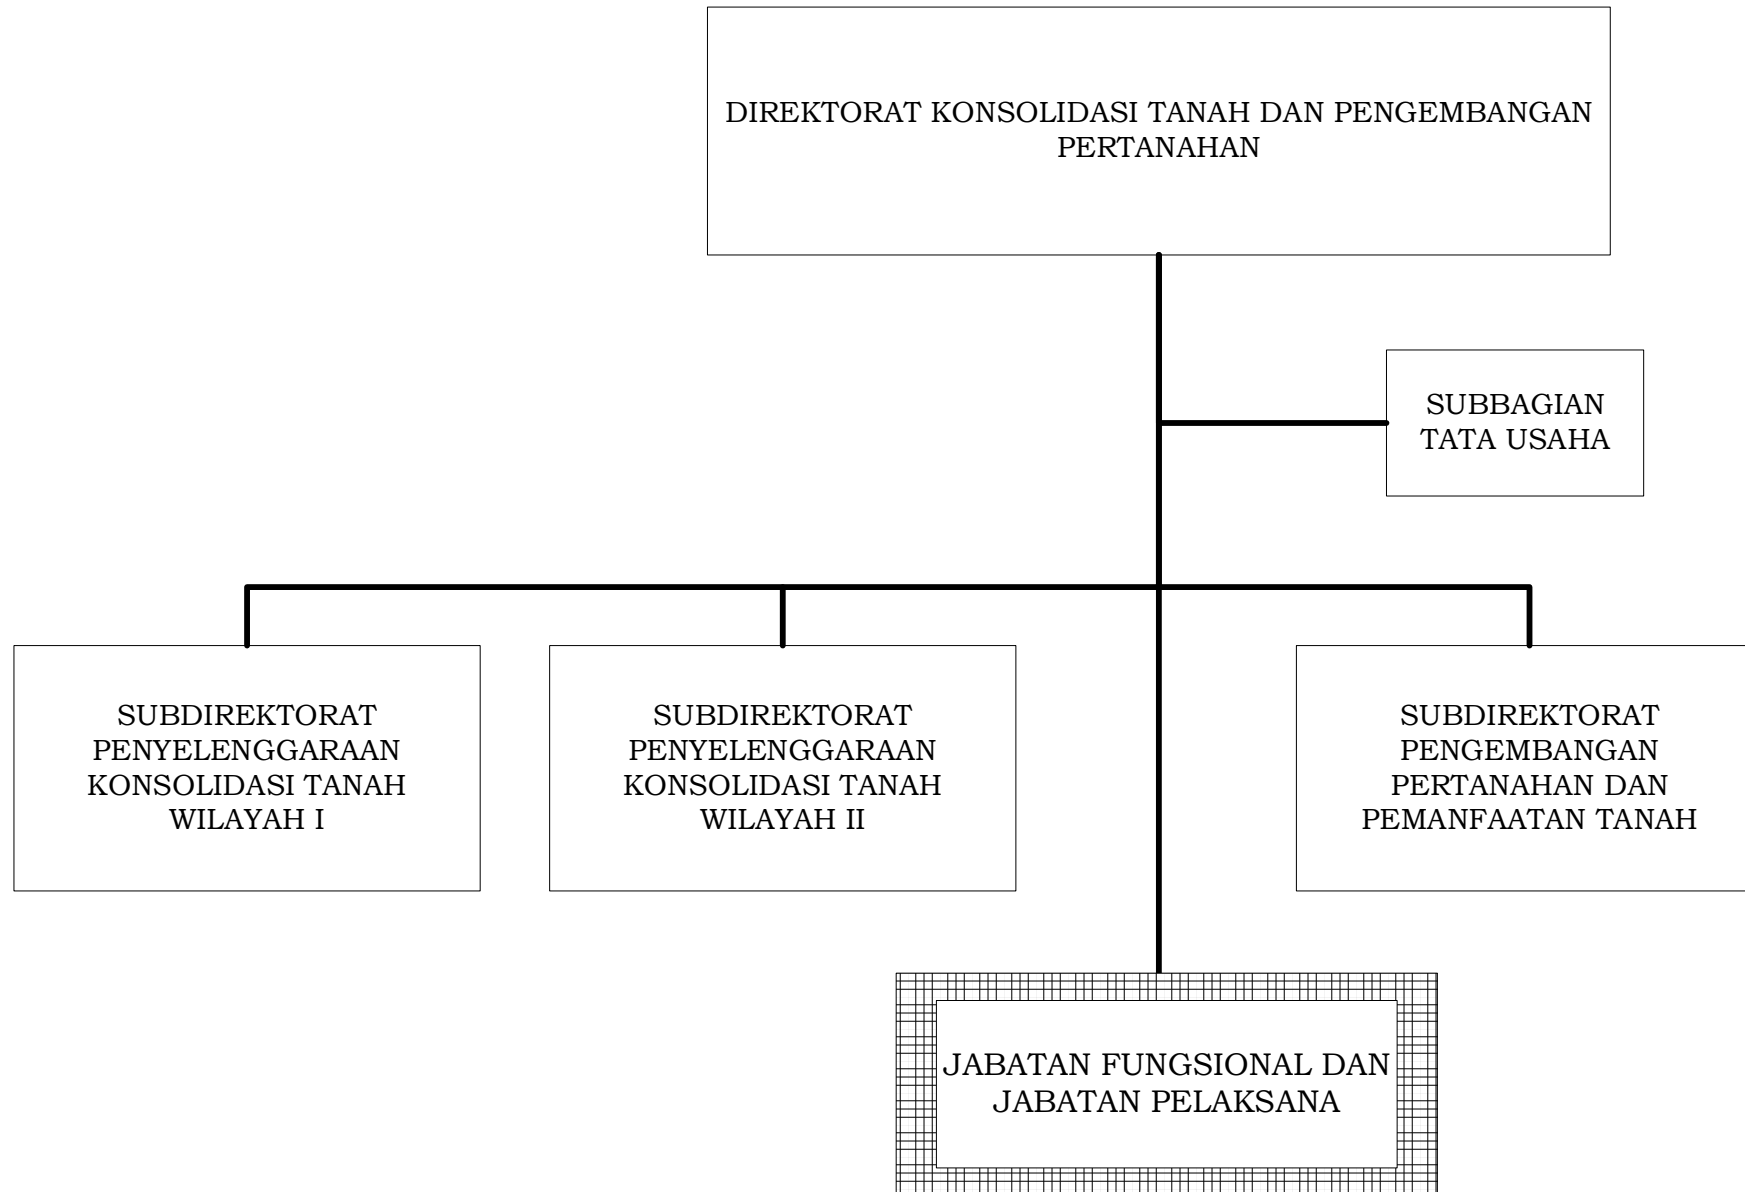 DIREKTORAT KONSOLIDASI TANAH DAN PENGEMBANGAN
PERTANAHAN
SUBBAGIAN
TATA USAHA
SUBDIREKTORAT
PENYELENGGARAAN
KONSOLIDASI TANAH
WILAYAH I
SUBDIREKTORAT
PENYELENGGARAAN
KONSOLIDASI TANAH
WILAYAH II
SUBDIREKTORAT
PENGEMBANGAN
PERTANAHAN DAN
PEMANFAATAN TANAH
JABATAN FUNGSIONAL DAN
JABATAN PELAKSANA